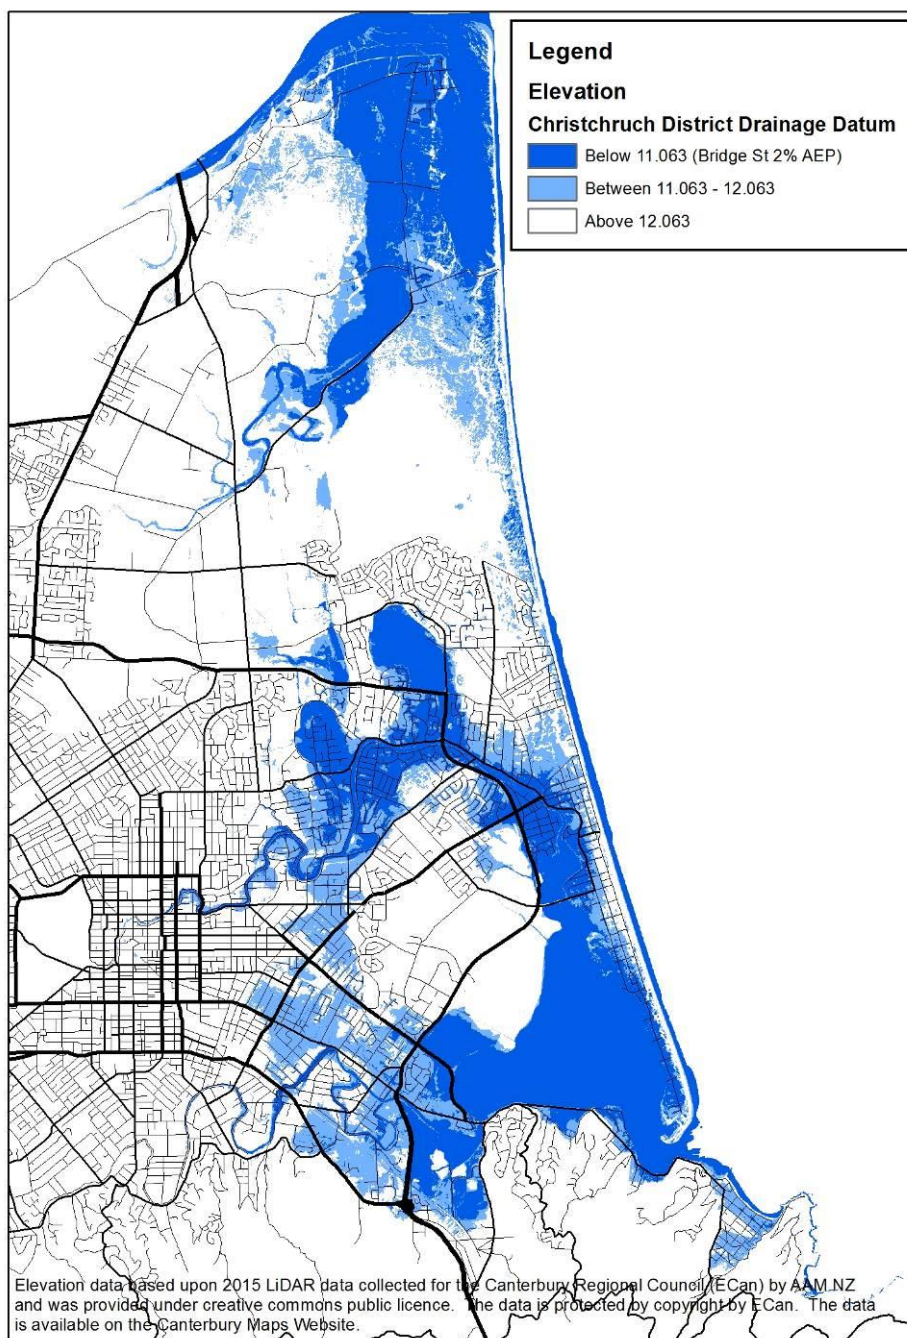 Legend
Elevation
Christchruch District Drainage Datum
Below 11.063 (Bridge St 2% AEP)
Between 11.063 - 12.063
Above 12.063
Elevation data based upon 2015 LiDAR data collected for the Canterbury Regional Council (ECan) by AAM NZ
and was provided under creative commons public licence. The data is protected by copyright by ECan. The data
is available on the Canterbury Maps Website.